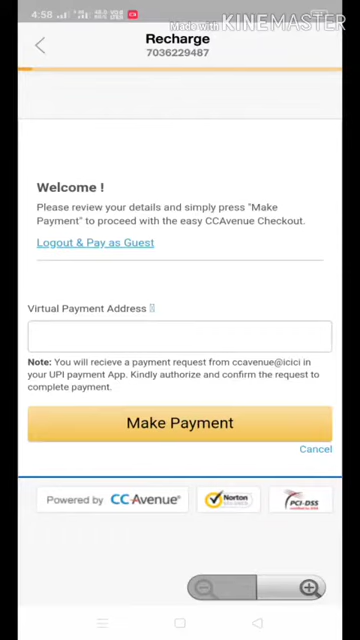 4:58
Made with KINEMASTER
Recharge
7036229487
Welcome !
Please review your details and simply press "Make
Payment" to proceed with the easy CCAvenue Checkout.
Logout & Pay as Guest
Virtual Payment Address
Note: You will recieve a payment request from ccavenue@icici in
your UPI payment App. Kindly authorize and confirm the request to
complete payment.
Make Payment
Cancel
Powered by CCAvenue
Norton
PCI-DSS